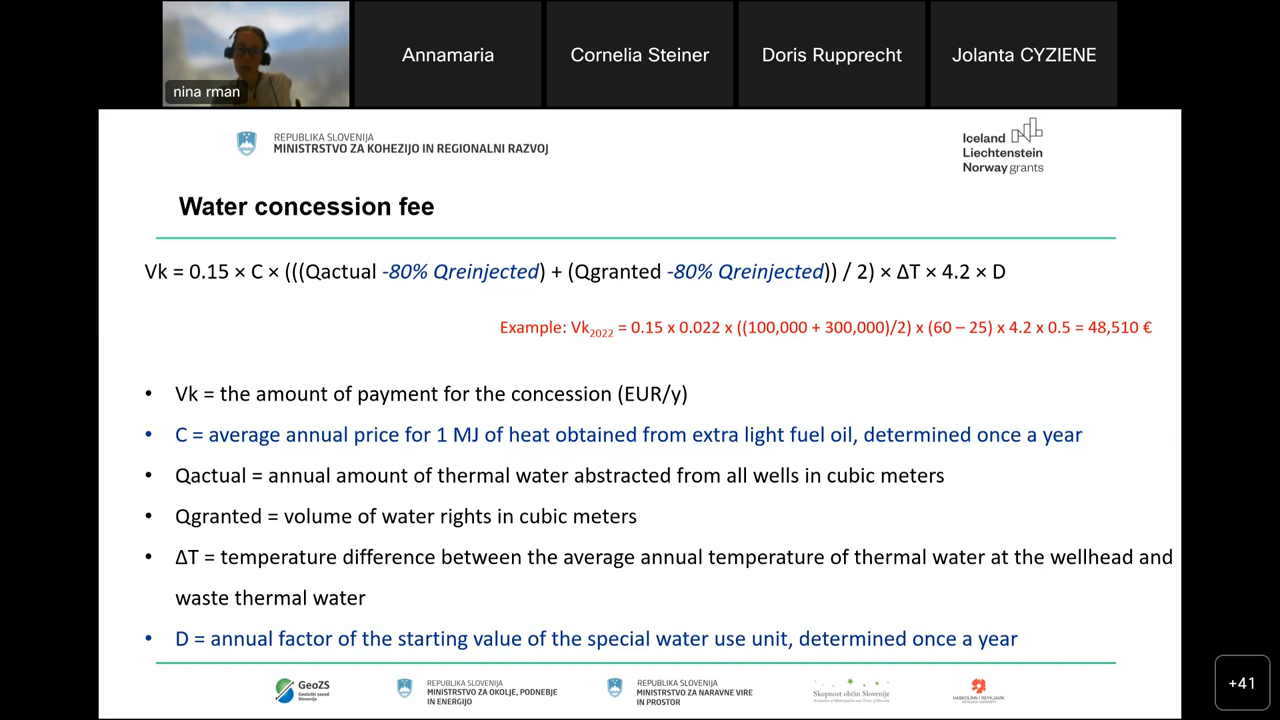 Annamaria
Cornelia Steiner
Doris Rupprecht
Jolanta CYZIENE
nina rman
REPUBLIKA SLOVENIJA
MINISTRSTVO ZA KOHEZIJO IN REGIONALNI RAZVOJ
Iceland
Liechtenstein
Norway grants
Water concession fee
Vk = 0.15 × C × (((Qactual -80% Qreinjected) + (Qgranted -80% Qreinjected)) / 2) × ΔT × 4.2 × D
Example: Vk2022 = 0.15 x 0.022 x ((100,000 + 300,000)/2) x (60 – 25) x 4.2 x 0.5 = 48,510 €
• Vk = the amount of payment for the concession (EUR/y)
• C = average annual price for 1 MJ of heat obtained from extra light fuel oil, determined once a year
• Qactual = annual amount of thermal water abstracted from all wells in cubic meters
• Qgranted = volume of water rights in cubic meters
• ΔT = temperature difference between the average annual temperature of thermal water at the wellhead and
waste thermal water
• D = annual factor of the starting value of the special water use unit, determined once a year
GeoZS
Geološki zavod
Slovenije
REPUBLIKA SLOVENIJA
MINISTRSTVO ZA OKOLJE, PODNEBJE
IN ENERGIJO
REPUBLIKA SLOVENIJA
MINISTRSTVO ZA NARAVNE VIRE
IN PROSTOR
Skupnost občin Slovenije
HÁSKÓLINN Í REYKJAVÍK
REYKJAVIK UNIVERSITY
+41